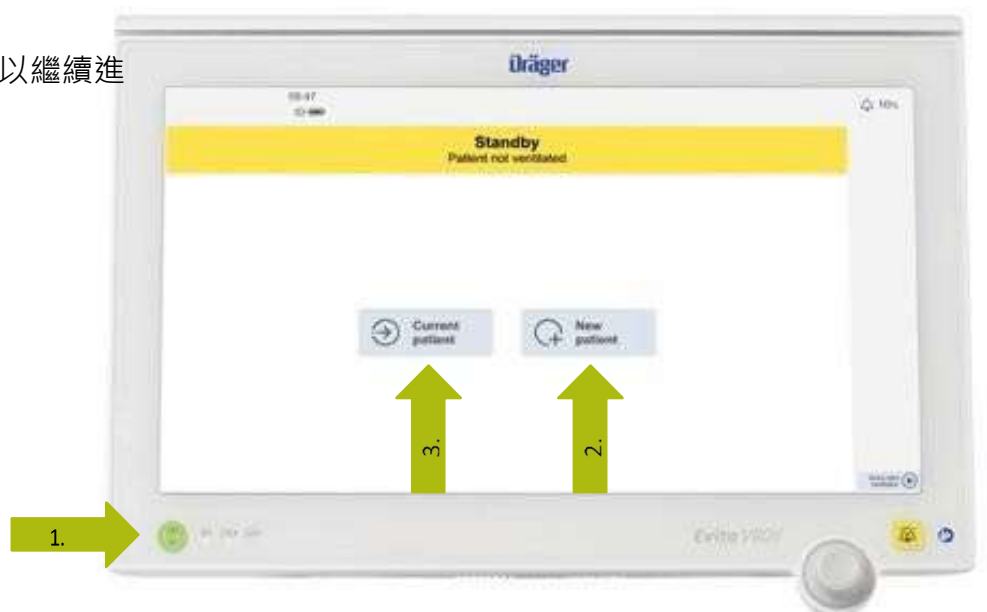 以繼續進
Dräger
Standby
Patient not ventilated
Current
patient
New
patient
3.
2.
1.